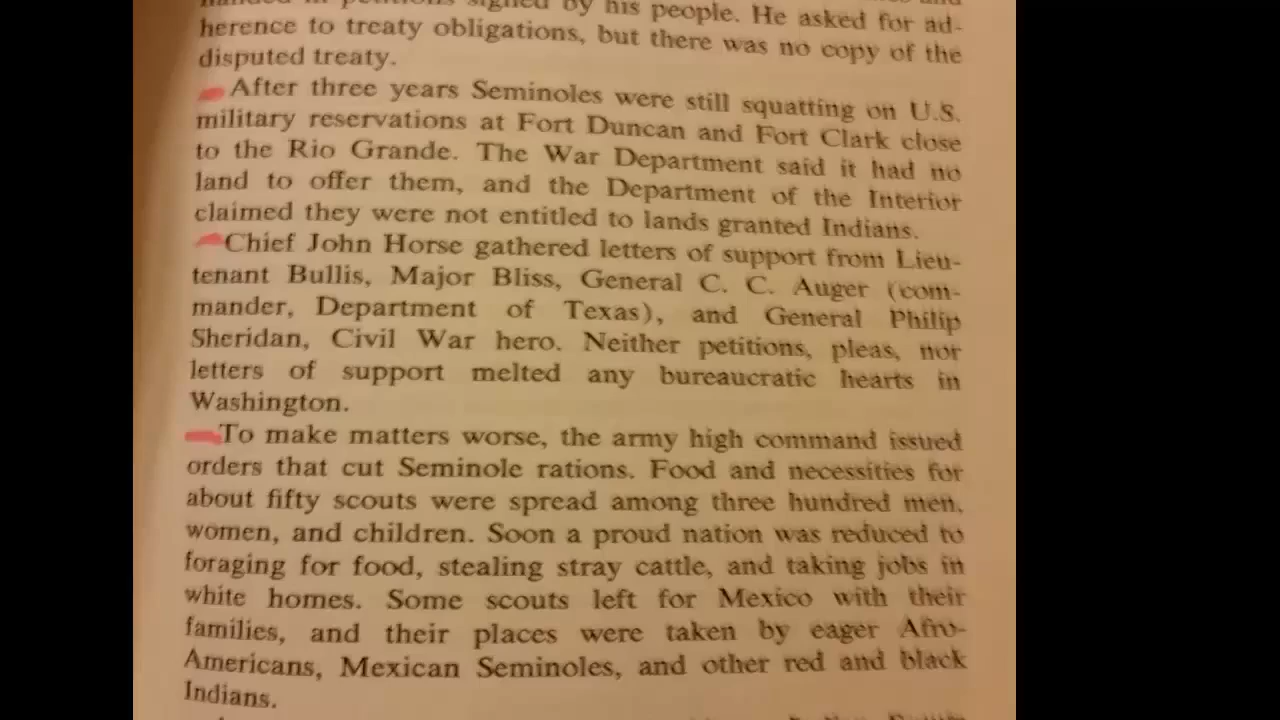 signed by his people. He asked for ad-
herence to treaty obligations, but there was no copy of the
disputed treaty.
After three years Seminoles were still squatting on U.S.
military reservations at Fort Duncan and Fort Clark close
to the Rio Grande. The War Department said it had no
land to offer them, and the Department of the Interior
claimed they were not entitled to lands granted Indians.
Chief John Horse gathered letters of support from Lieu-
tenant Bullis, Major Bliss, General C. C. Auger (com-
mander, Department of Texas), and General Philip
Sheridan, Civil War hero. Neither petitions, pleas, nor
letters of support melted any bureaucratic hearts in
Washington.
To make matters worse, the army high command issued
orders that cut Seminole rations. Food and necessities for
about fifty scouts were spread among three hundred men,
women, and children. Soon a proud nation was reduced to
foraging for food, stealing stray cattle, and taking jobs in
white homes. Some scouts left for Mexico with their
families, and their places were taken by eager Afro-
Americans, Mexican Seminoles, and other red and black
Indians.